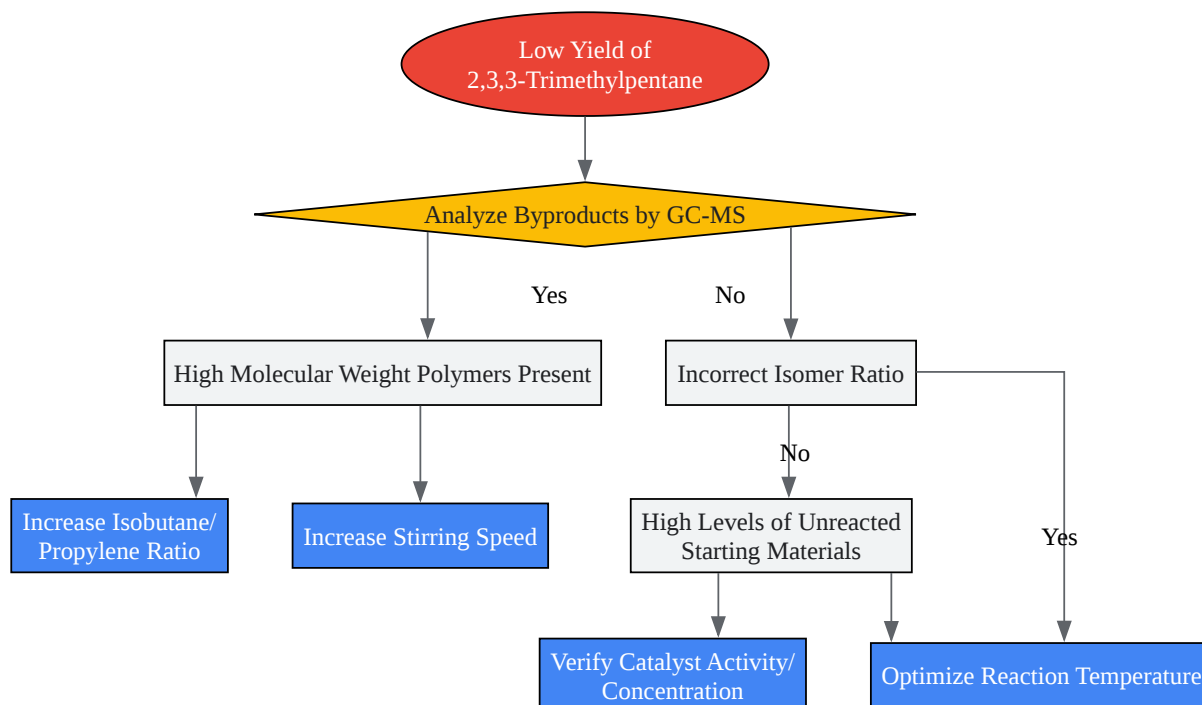 Low Yield of
2,3,3-Trimethylpentane
Analyze Byproducts by GC-MS
Yes
No
High Molecular Weight Polymers Present
Incorrect Isomer Ratio
No
Increase Isobutane/
Propylene Ratio
Increase Stirring Speed
High Levels of Unreacted
Starting Materials
Yes
Verify Catalyst Activity/
Concentration
Optimize Reaction Temperature